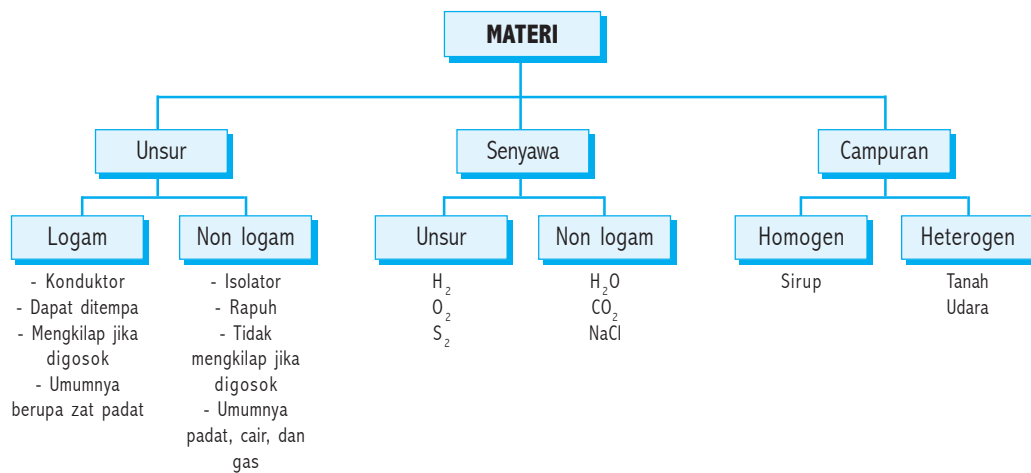 MATERI
Unsur
Senyawa
Campuran
Logam
- Konduktor
- Dapat ditempa
- Mengkilap jika
digosok
- Umumnya
berupa zat padat
Non logam
- Isolator
- Rapuh
- Tidak
mengkilap jika
digosok
- Umumnya
padat, cair, dan
gas
Unsur
H₂
O₂
S₂
Non logam
H₂O
CO₂
NaCl
Homogen
Sirup
Heterogen
Tanah
Udara